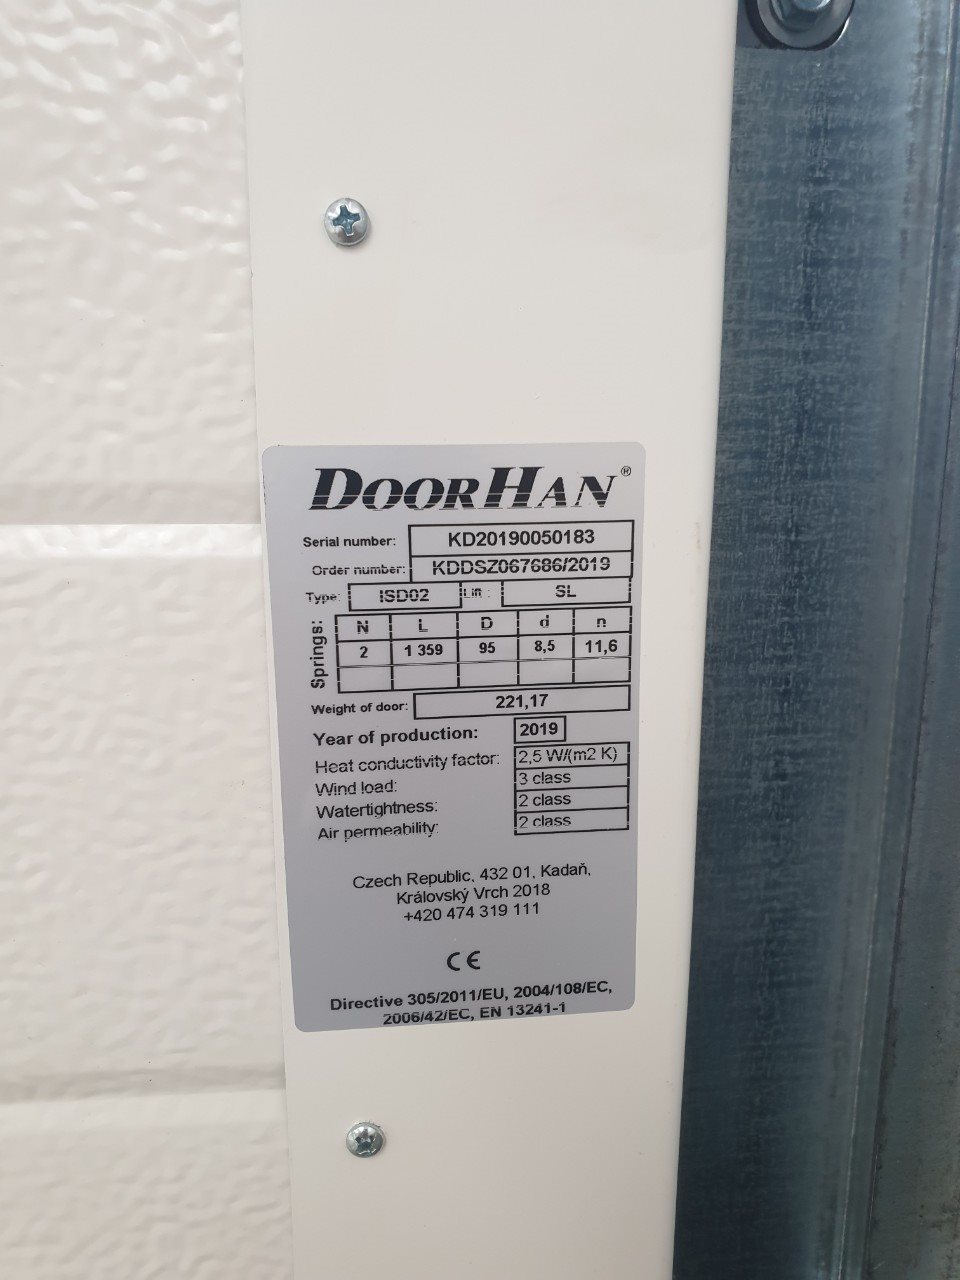 DOORHAN®
Serial number: KD20190050183
Order number: KDDSZ067686/2019
Type: ISD02 Lift : SL
Springs:
N L D d n
2 1 359 95 8,5 11,6
Weight of door: 221,17
Year of production: 2019
Heat conductivity factor: 2,5 W/(m2 K)
Wind load: 3 class
Watertightness: 2 class
Air permeability: 2 class
Czech Republic, 432 01, Kadaň,
Královský Vrch 2018
+420 474 319 111
CE
Directive 305/2011/EU, 2004/108/EC,
2006/42/EC, EN 13241-1